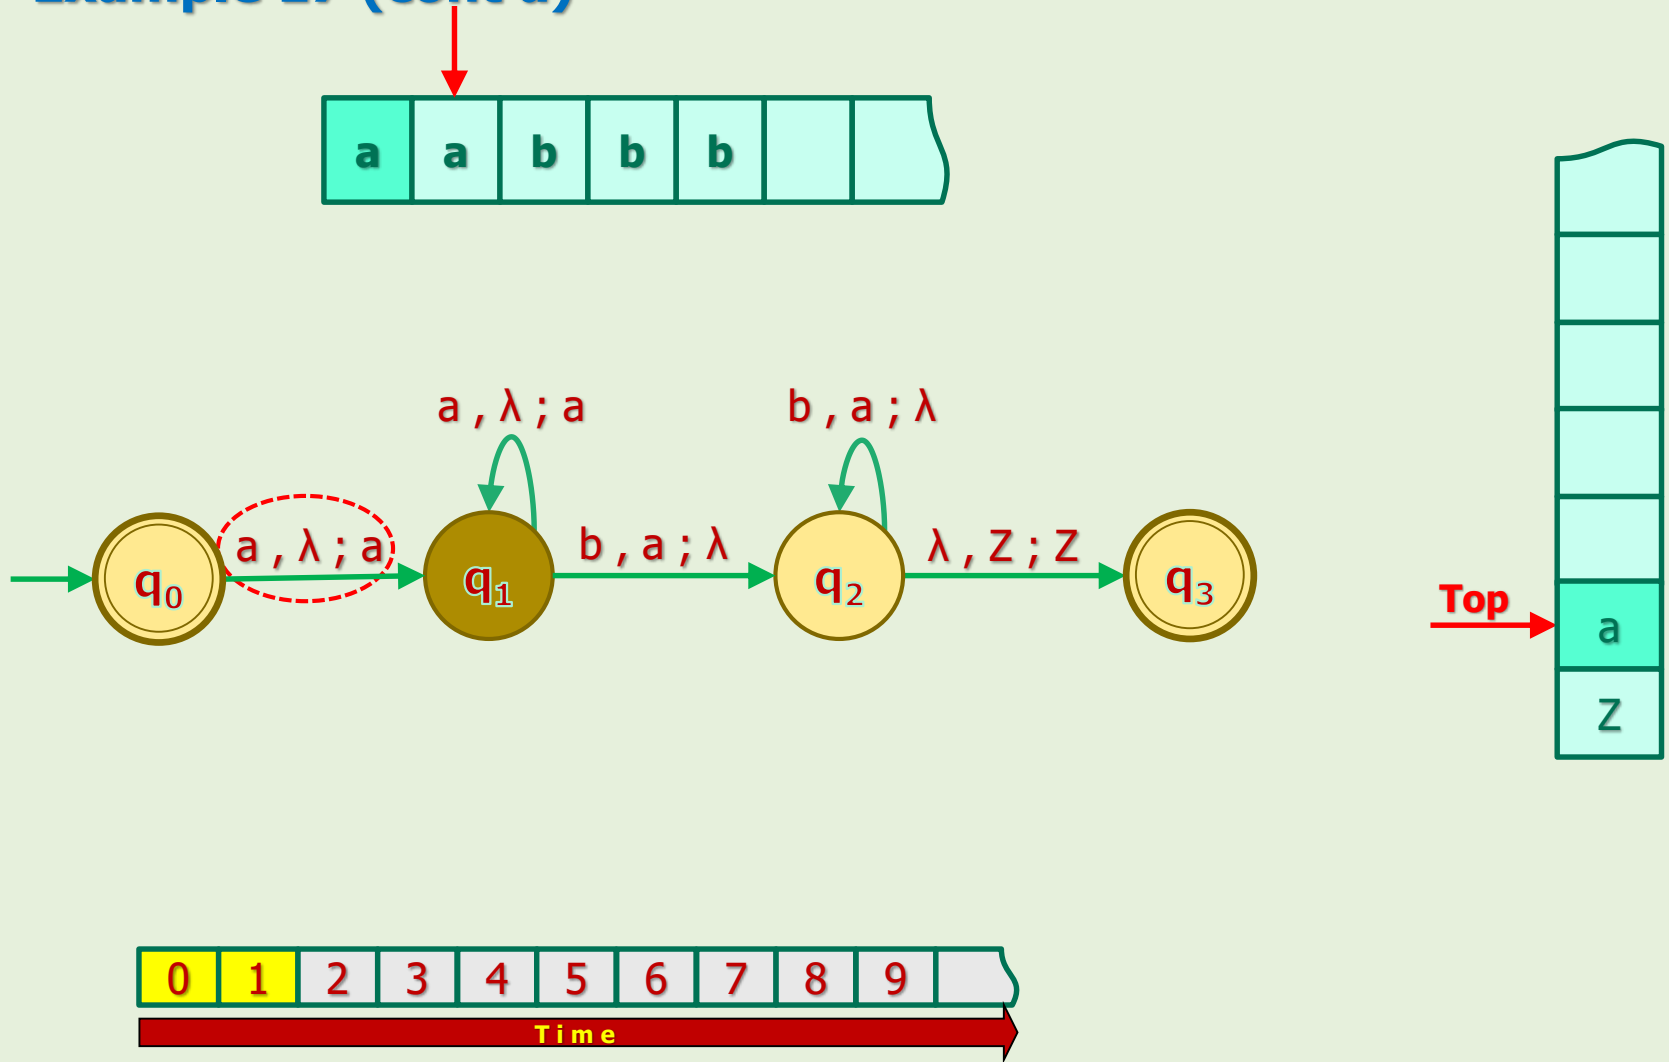 a a b b b
a , λ ; a
b , a ; λ
a , λ ; a
b , a ; λ
λ , Z ; Z
q0
q1
q2
q3
Top
a
Z
0 1 2 3 4 5 6 7 8 9
Time